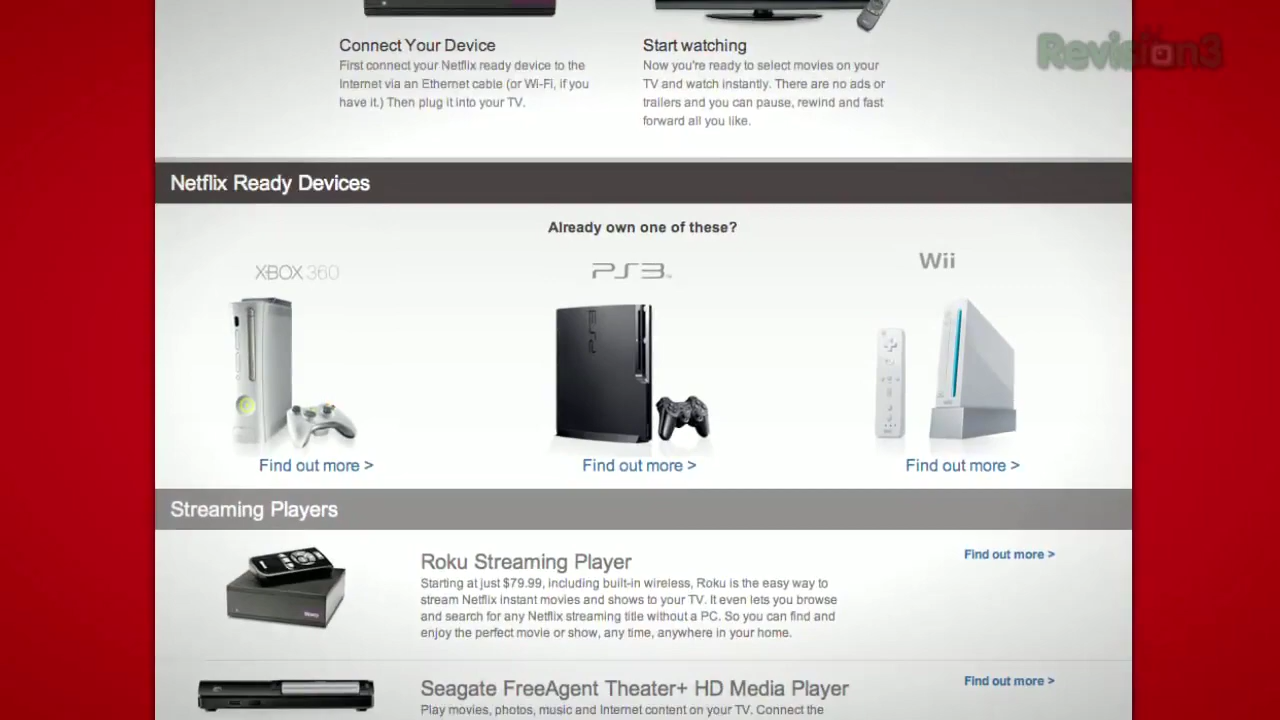 Revision3
Connect Your Device
First connect your Netflix ready device to the
Internet via an Ethernet cable (or Wi-Fi, if you
have it.) Then plug it into your TV.
Start watching
Now you're ready to select movies on your
TV and watch instantly. There are no ads or
trailers and you can pause, rewind and fast
forward all you like.
Netflix Ready Devices
Already own one of these?
XBOX 360
PS3
Wii
Find out more >
Find out more >
Find out more >
Streaming Players
Roku Streaming Player
Starting at just $79.99, including built-in wireless, Roku is the easy way to
stream Netflix instant movies and shows to your TV. It even lets you browse
and search for any Netflix streaming title without a PC. So you can find and
enjoy the perfect movie or show, any time, anywhere in your home.
Find out more >
Seagate FreeAgent Theater+ HD Media Player
Play movies, photos, music and Internet content on your TV. Connect the
Find out more >